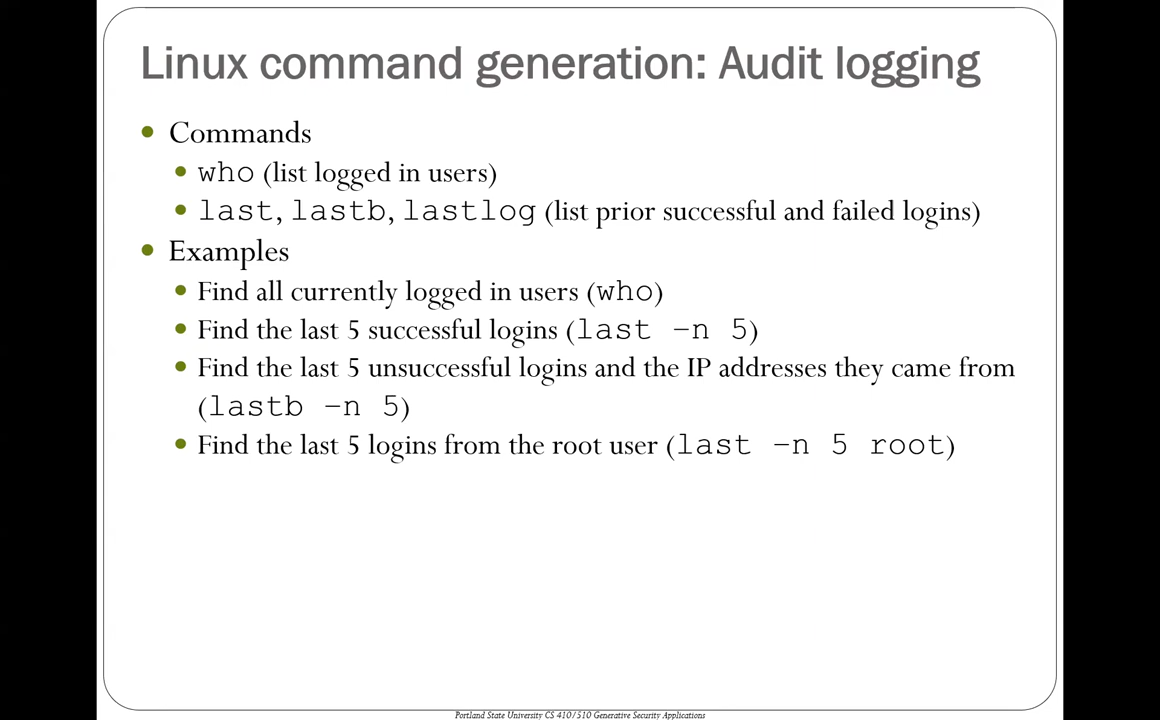 Linux command generation: Audit logging
• Commands
• who (list logged in users)
• last, lastb, lastlog (list prior successful and failed logins)
• Examples
• Find all currently logged in users (who)
• Find the last 5 successful logins (last -n 5)
• Find the last 5 unsuccessful logins and the IP addresses they came from
(lastb -n 5)
• Find the last 5 logins from the root user (last -n 5 root)
Portland State University CS 410/510 Generative Security Applications